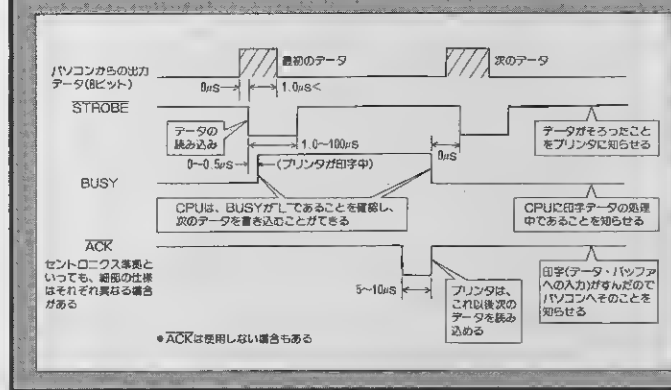 最初のデータ
次のデータ
パソコンからの出力
データ(8ビット)
0μs
1.0μs<
STROBE
データの
読み込み
1.0〜100μs
0μs
データがそろったこと
をプリンタに知らせる
0〜0.5μs
(プリンタが印字中)
BUSY
CPUは、BUSYが"L"であることを確認し、
次のデータを書き込むことができる
CPUに印字データの処理
中であることを知らせる
ACK
セントロニクス準拠と
いっても、細部の仕様
はそれぞれ異なる場合
がある
5〜10μs
プリンタは、
これ以後次の
データを読み
込める
印字(データ・バッファ
への入力)がすんだので
パソコンへそのことを
知らせる
●ACKは使用しない場合もある